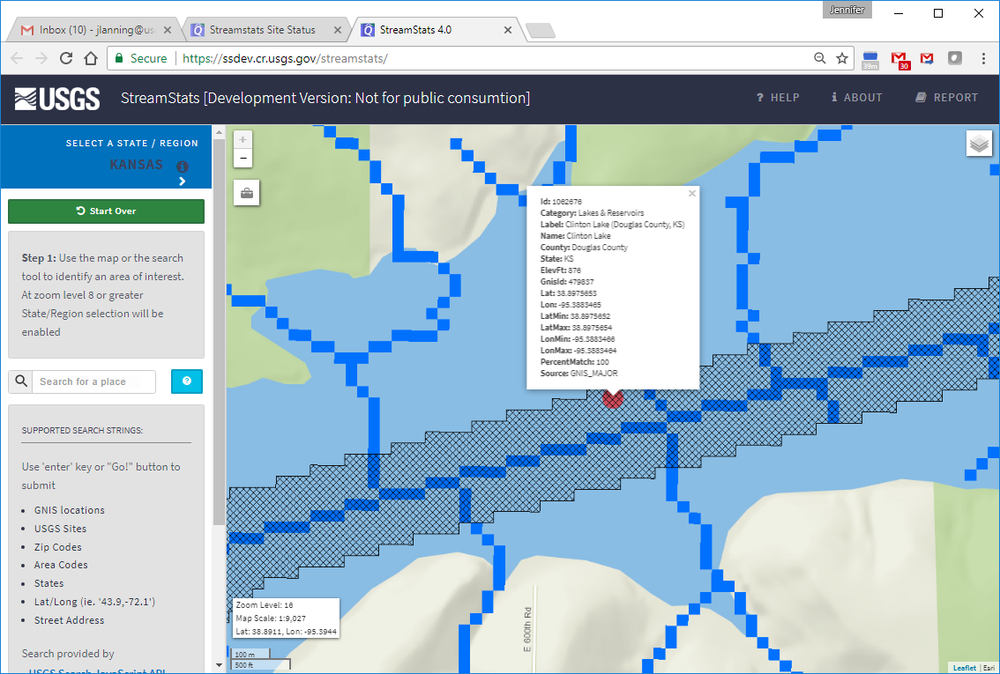 Jennifer
Inbox (10) - jlanning@us
Streamstats Site Status
StreamStats 4.0
Secure
https://ssdev.cr.usgs.gov/streamstats/
39m
30
USGS
StreamStats [Development Version: Not for public consumtion]
? HELP
i ABOUT
REPORT
SELECT A STATE / REGION
KANSAS
Start Over
Step 1: Use the map or the search
tool to identify an area of interest.
At zoom level 8 or greater
State/Region selection will be
enabled
Search for a place
?
SUPPORTED SEARCH STRINGS:
Use 'enter' key or "Go!" button to
submit
• GNIS locations
• USGS Sites
• Zip Codes
• Area Codes
• States
• Lat/Long (ie. '43.9,-72.1')
• Street Address
Search provided by
USGS Search JavaScript API
+
−
×
Id: 1062676
Category: Lakes & Reservoirs
Label: Clinton Lake (Douglas County, KS)
Name: Clinton Lake
County: Douglas County
State: KS
ElevFt: 876
GnisId: 479837
Lat: 38.8975653
Lon: -95.3883465
LatMin: 38.8975652
LatMax: 38.8975654
LonMin: -95.3883466
LonMax: -95.3883464
PercentMatch: 100
Source: GNIS_MAJOR
E 600th Rd
Zoom Level: 16
Map Scale: 1:9,027
Lat: 38.8911, Lon: -95.3944
100 m
500 ft
Leaflet | Esri